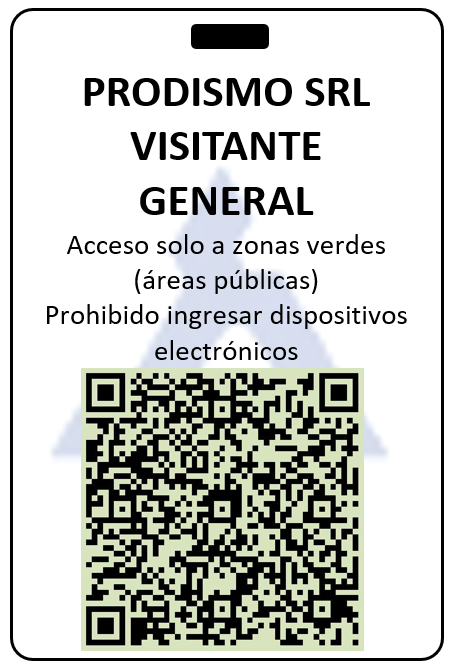 PRODISMO SRL
VISITANTE
GENERAL
Acceso solo a zonas verdes
(áreas públicas)
Prohibido ingresar dispositivos
electrónicos